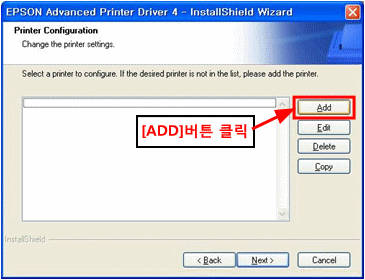 EPSON Advanced Printer Driver 4 - InstallShield Wizard
Printer Configuration
Change the printer settings.
Select a printer to configure. If the desired printer is not in the list, please add the printer.
Add
[ADD]버튼 클릭
Edit
Delete
Copy
InstallShield
< Back
Next >
Cancel